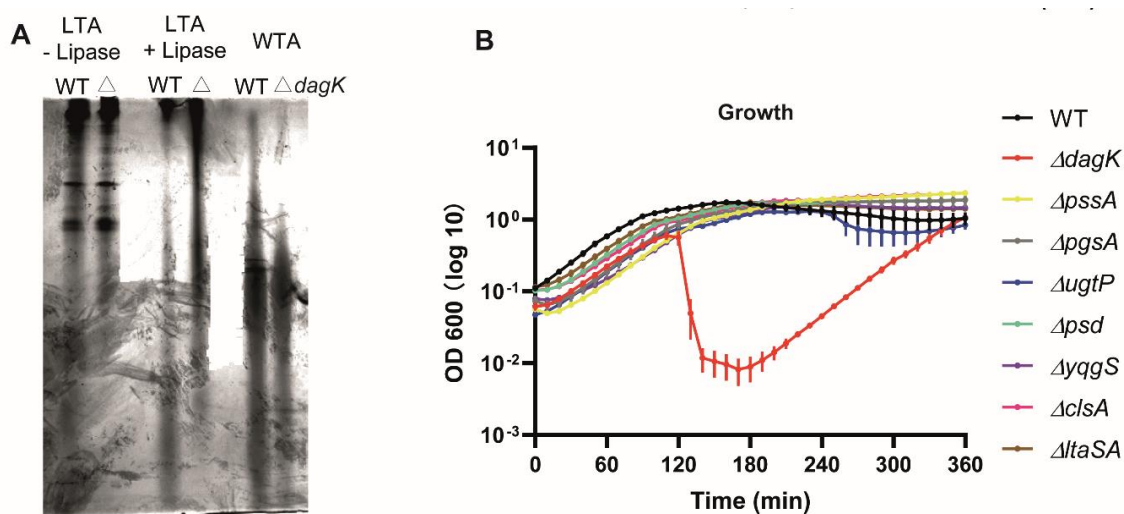 A
LTA
- Lipase
LTA
+ Lipase
WTA
WT △ WT △ WT △ dagK
B
Growth
OD 600 (log 10)
10¹
10⁰
10⁻¹
10⁻²
10⁻³
0 60 120 180 240 300 360
Time (min)
WT
ΔdagK
ΔpssA
ΔpgsA
ΔugtP
Δpsd
ΔyqgS
ΔclsA
ΔltaSA